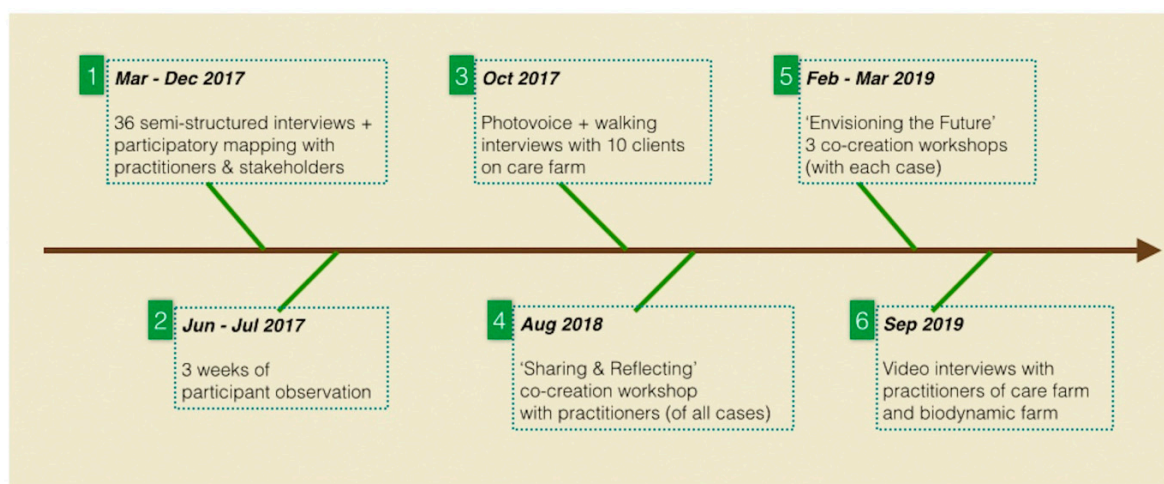 1
Mar - Dec 2017
36 semi-structured interviews +
participatory mapping with
practitioners & stakeholders
2
Jun - Jul 2017
3 weeks of
participant observation
3
Oct 2017
Photovoice + walking
interviews with 10 clients
on care farm
4
Aug 2018
‘Sharing & Reflecting’
co-creation workshop
with practitioners (of all cases)
5
Feb - Mar 2019
‘Envisioning the Future’
3 co-creation workshops
(with each case)
6
Sep 2019
Video interviews with
practitioners of care farm
and biodynamic farm